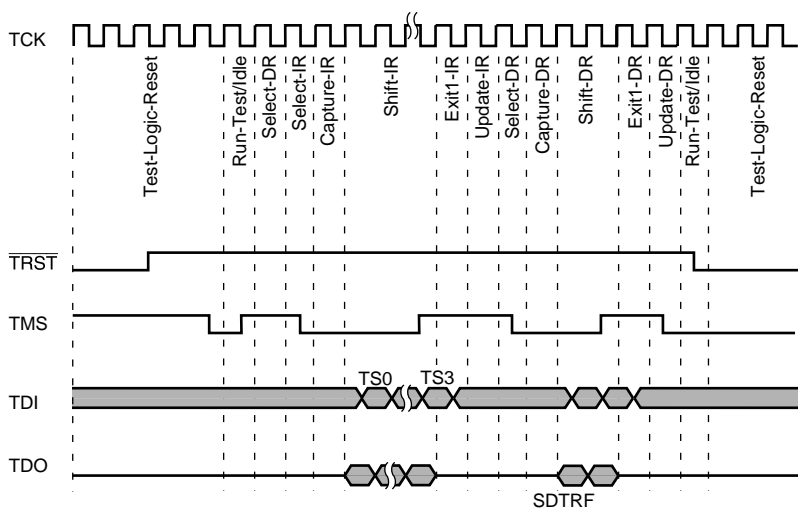 TCK
Test-Logic-Reset
Run-Test/Idle
Select-DR
Select-IR
Capture-IR
Shift-IR
Exit1-IR
Update-IR
Select-DR
Capture-DR
Shift-DR
Exit1-DR
Update-DR
Run-Test/Idle
Test-Logic-Reset
TRST
TMS
TS0
TS3
TDI
TDO
SDTRF